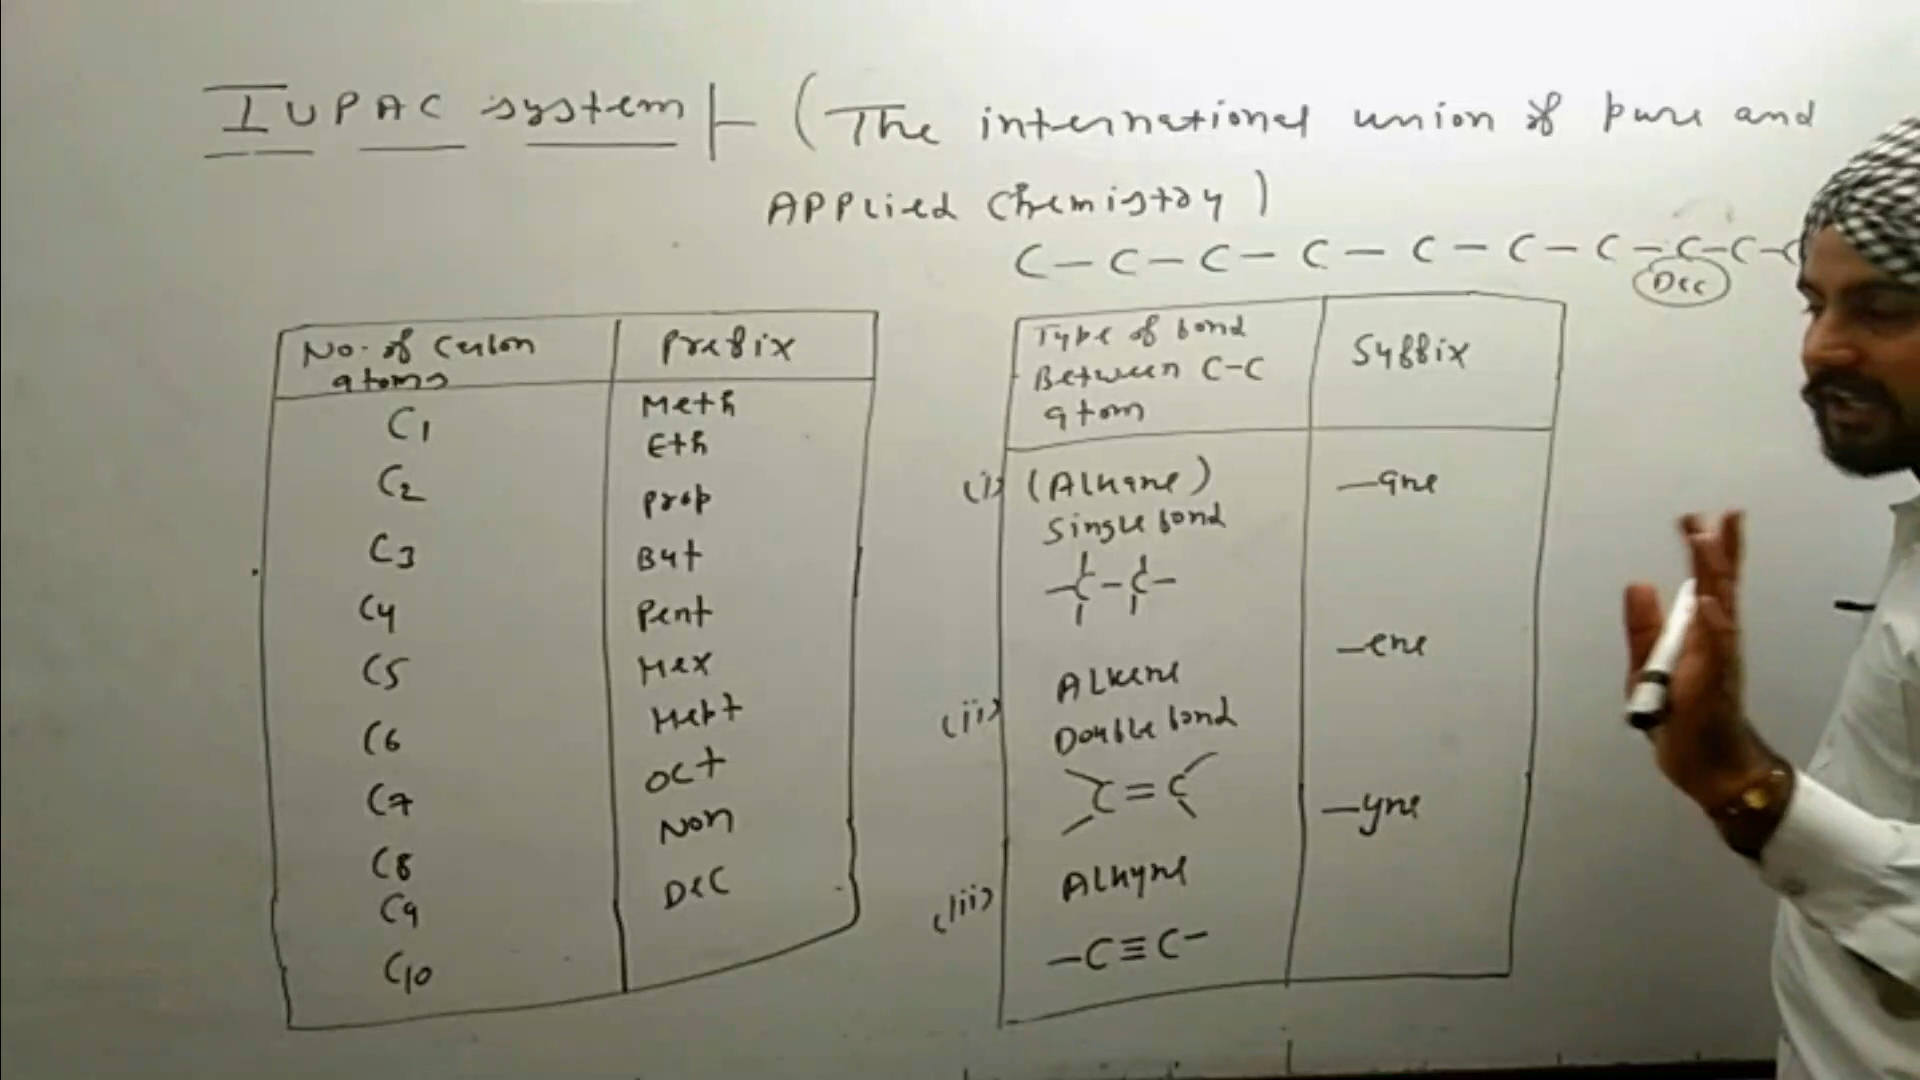 IUPAC system :- (The international union of pure and
Applied chemistry)
C-C-C-C-C-C-C-C-C-C
Dec
No. of Carbon atoms
Prefix
C1
Meth
C2
Eth
C3
Prop
C4
But
C5
Pent
C6
Hex
C7
Hept
C8
Oct
C9
Non
C10
Dec
Type of bond
Between C-C
atom
Suffix
(i) (Alkane)
Single bond
-C-C-
-ane
(ii) Alkene
Double bond
C=C
-ene
(iii) Alkyne
-C≡C-
-yne